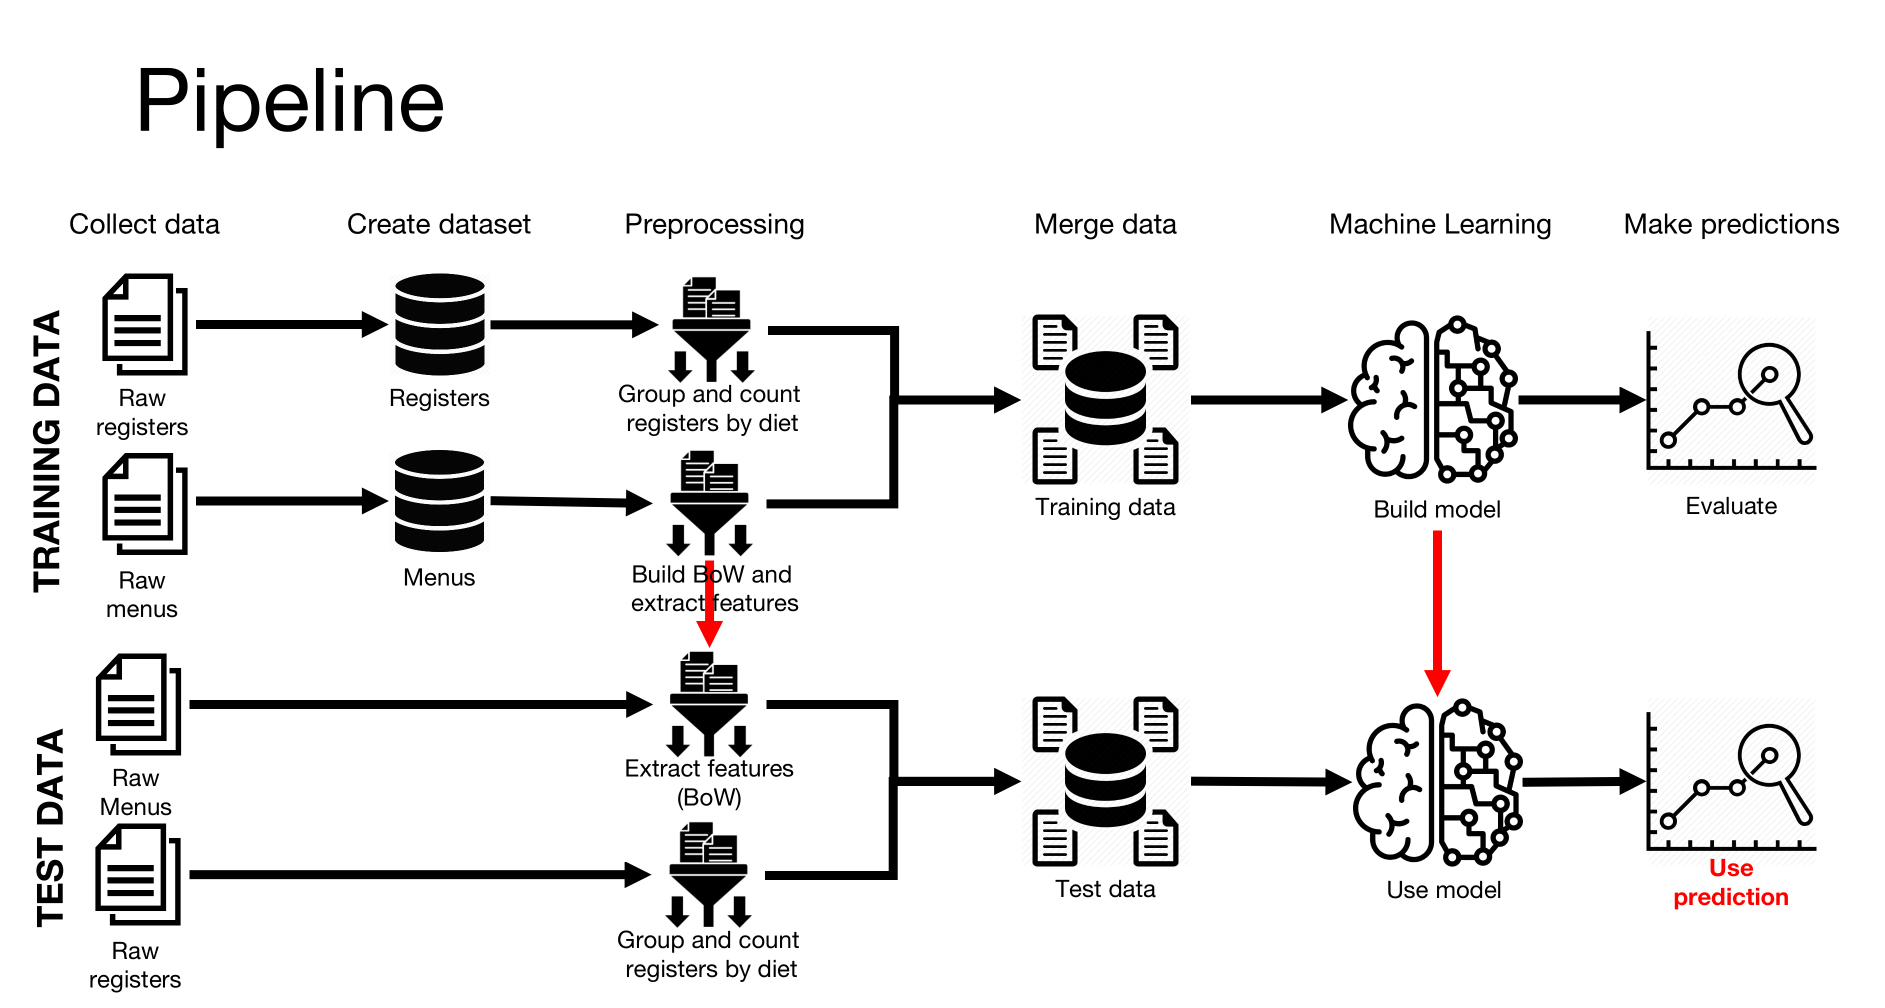 Pipeline
Collect data
Create dataset
Preprocessing
Merge data
Machine Learning
Make predictions
TRAINING DATA
Raw
registers
Registers
Group and count
registers by diet
Raw
menus
Menus
Build BoW and
extract features
Training data
Build model
Evaluate
TEST DATA
Raw
Menus
Extract features
(BoW)
Raw
registers
Group and count
registers by diet
Test data
Use model
Use
prediction